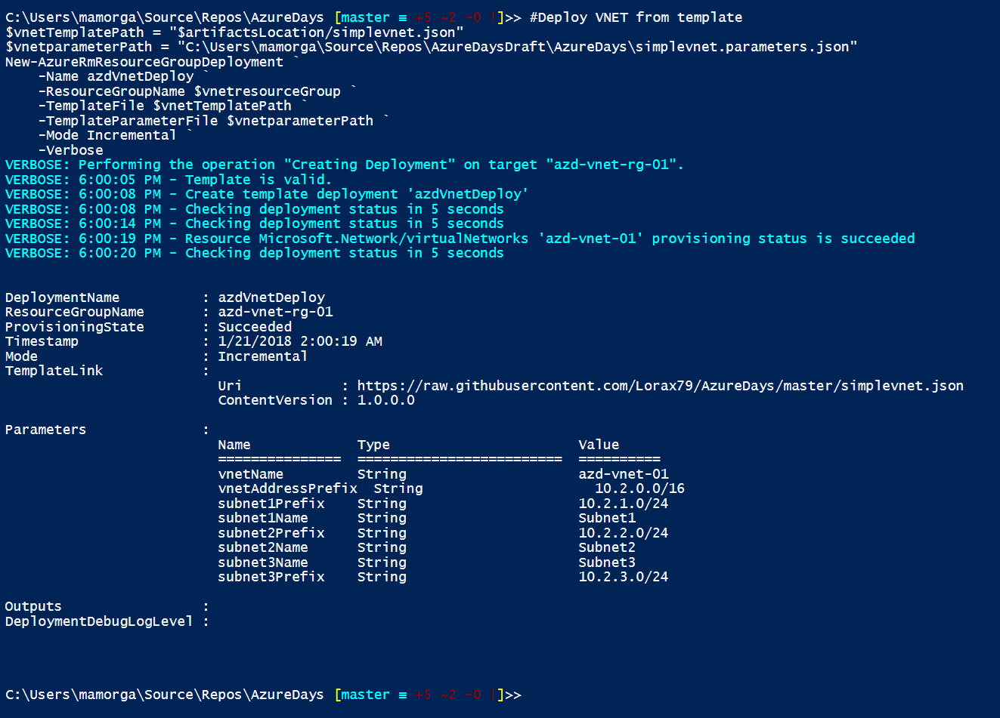 C:\Users\mamorga\Source\Repos\AzureDays [master ≡ +5 ~2 -0 !]>> #Deploy VNET from template
$vnetTemplatePath = "$artifactsLocation/simplevnet.json"
$vnetparameterPath = "C:\Users\mamorga\Source\Repos\AzureDaysDraft\AzureDays\simplevnet.parameters.json"
New-AzureRmResourceGroupDeployment `
    -Name azdVnetDeploy `
    -ResourceGroupName $vnetresourceGroup `
    -TemplateFile $vnetTemplatePath `
    -TemplateParameterFile $vnetparameterPath `
    -Mode Incremental `
    -Verbose
VERBOSE: Performing the operation "Creating Deployment" on target "azd-vnet-rg-01".
VERBOSE: 6:00:05 PM - Template is valid.
VERBOSE: 6:00:08 PM - Create template deployment 'azdVnetDeploy'
VERBOSE: 6:00:08 PM - Checking deployment status in 5 seconds
VERBOSE: 6:00:14 PM - Checking deployment status in 5 seconds
VERBOSE: 6:00:19 PM - Resource Microsoft.Network/virtualNetworks 'azd-vnet-01' provisioning status is succeeded
VERBOSE: 6:00:20 PM - Checking deployment status in 5 seconds
DeploymentName          : azdVnetDeploy
ResourceGroupName       : azd-vnet-rg-01
ProvisioningState       : Succeeded
Timestamp               : 1/21/2018 2:00:19 AM
Mode                    : Incremental
TemplateLink            :
                          Uri            : https://raw.githubusercontent.com/Lorax79/AzureDays/master/simplevnet.json
                          ContentVersion : 1.0.0.0
Parameters              :
                          Name             Type                       Value
                          ===============  =========================  ==========
                          vnetName         String                     azd-vnet-01
                          vnetAddressPrefix  String                     10.2.0.0/16
                          subnet1Prefix    String                     10.2.1.0/24
                          subnet1Name      String                     Subnet1
                          subnet2Prefix    String                     10.2.2.0/24
                          subnet2Name      String                     Subnet2
                          subnet3Name      String                     Subnet3
                          subnet3Prefix    String                     10.2.3.0/24
Outputs                 :
DeploymentDebugLogLevel :
C:\Users\mamorga\Source\Repos\AzureDays [master ≡ +5 ~2 -0 !]>>